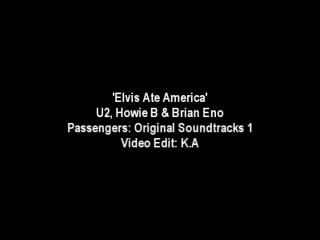 'Elvis Ate America'
U2, Howie B & Brian Eno
Passengers: Original Soundtracks 1
Video Edit: K.A